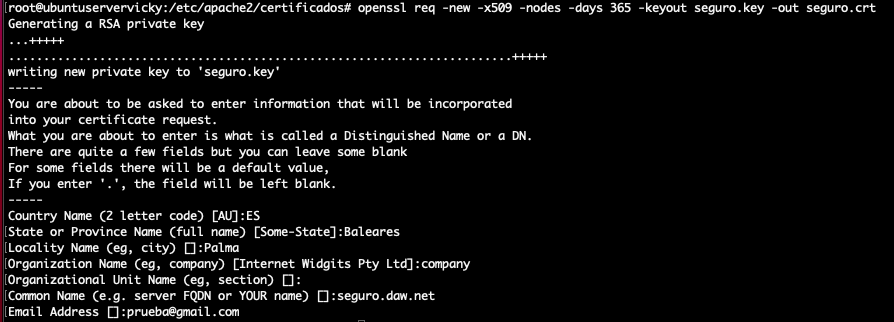 [root@ubuntuservervicky:/etc/apache2/certificados# openssl req -new -x509 -nodes -days 365 -keyout seguro.key -out seguro.crt
Generating a RSA private key
...+++++
........................................................................+++++
writing new private key to 'seguro.key'
-----
You are about to be asked to enter information that will be incorporated
into your certificate request.
What you are about to enter is what is called a Distinguished Name or a DN.
There are quite a few fields but you can leave some blank
For some fields there will be a default value,
If you enter '.', the field will be left blank.
-----
Country Name (2 letter code) [AU]:ES
[State or Province Name (full name) [Some-State]:Baleares
[Locality Name (eg, city) []:Palma
[Organization Name (eg, company) [Internet Widgits Pty Ltd]:company
[Organizational Unit Name (eg, section) []:
[Common Name (e.g. server FQDN or YOUR name) []:seguro.daw.net
[Email Address []:prueba@gmail.com